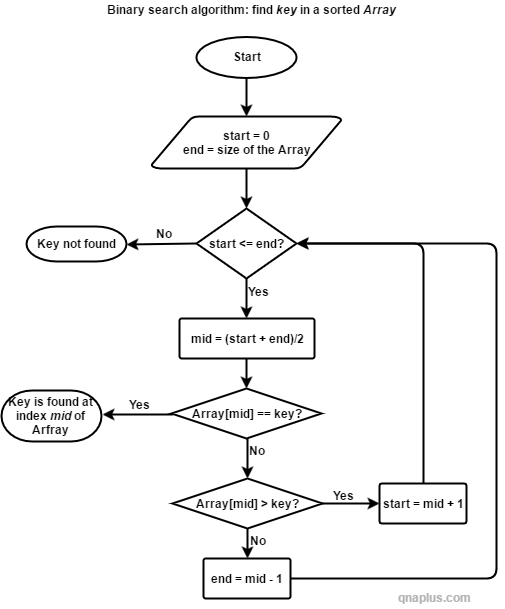 Binary search algorithm: find key in a sorted Array
Start
start = 0
end = size of the Array
start <= end?
No
Key not found
Yes
mid = (start + end)/2
Array[mid] == key?
Yes
Key is found at
index mid of
Arfray
No
Array[mid] > key?
Yes
start = mid + 1
No
end = mid - 1
qnaplus.com